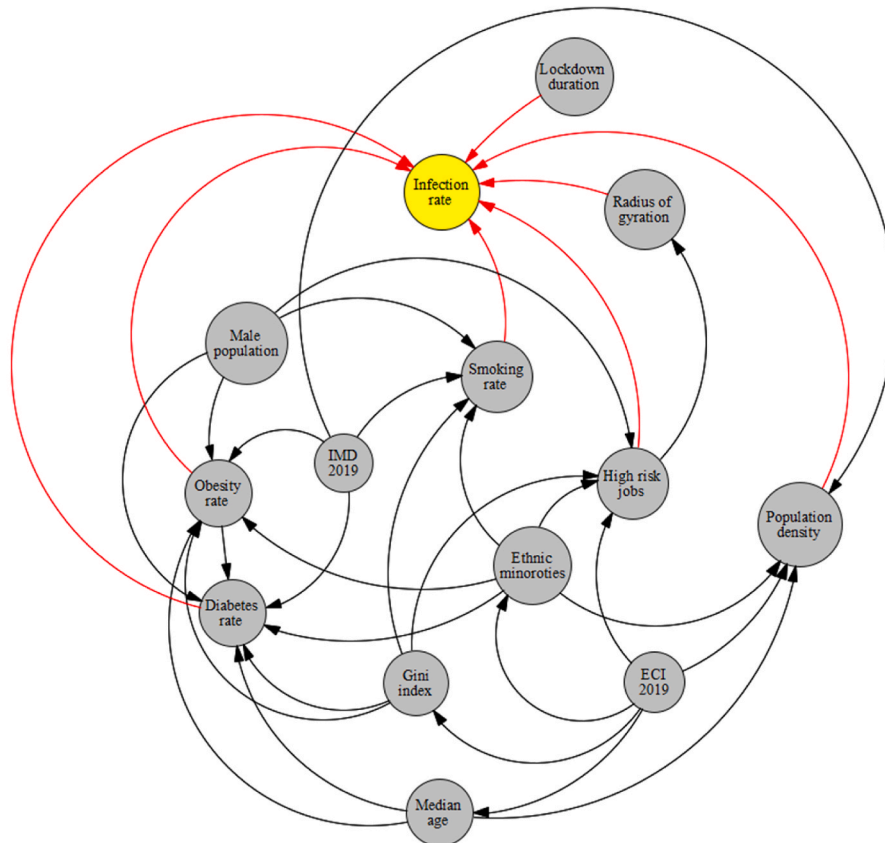 Lockdown
duration
Infection
rate
Radius of
gyration
Male
population
Smoking
rate
IMD
2019
Obesity
rate
High risk
jobs
Population
density
Ethnic
minoroties
Diabetes
rate
Gini
index
ECI
2019
Median
age